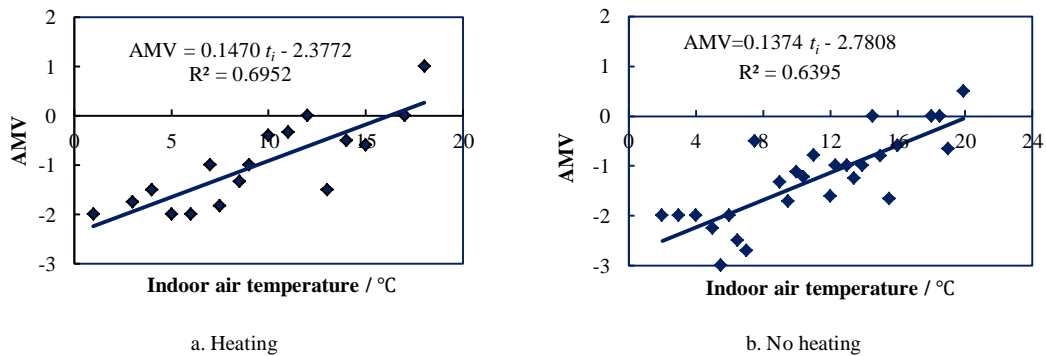 2
1
0
-1
-2
-3
0
5
10
15
20
AMV
AMV = 0.1470 tᵢ - 2.3772
R² = 0.6952
Indoor air temperature / °C
a. Heating
2
1
0
-1
-2
-3
0
4
8
12
16
20
24
AMV
AMV=0.1374 tᵢ - 2.7808
R² = 0.6395
Indoor air temperature / °C
b. No heating